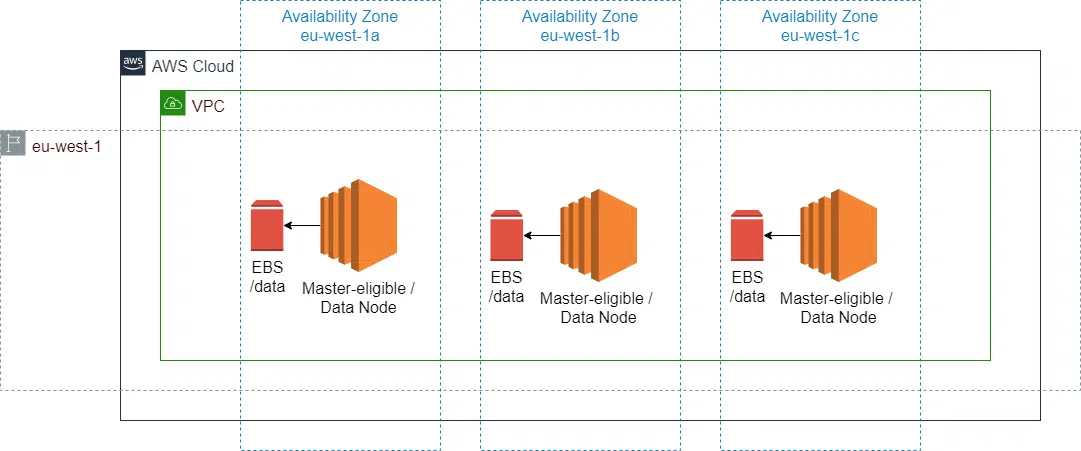 Availability Zone
eu-west-1a
Availability Zone
eu-west-1b
Availability Zone
eu-west-1c
aws
AWS Cloud
VPC
eu-west-1
EBS
/data
Master-eligible /
Data Node
EBS
/data
Master-eligible /
Data Node
EBS
/data
Master-eligible /
Data Node